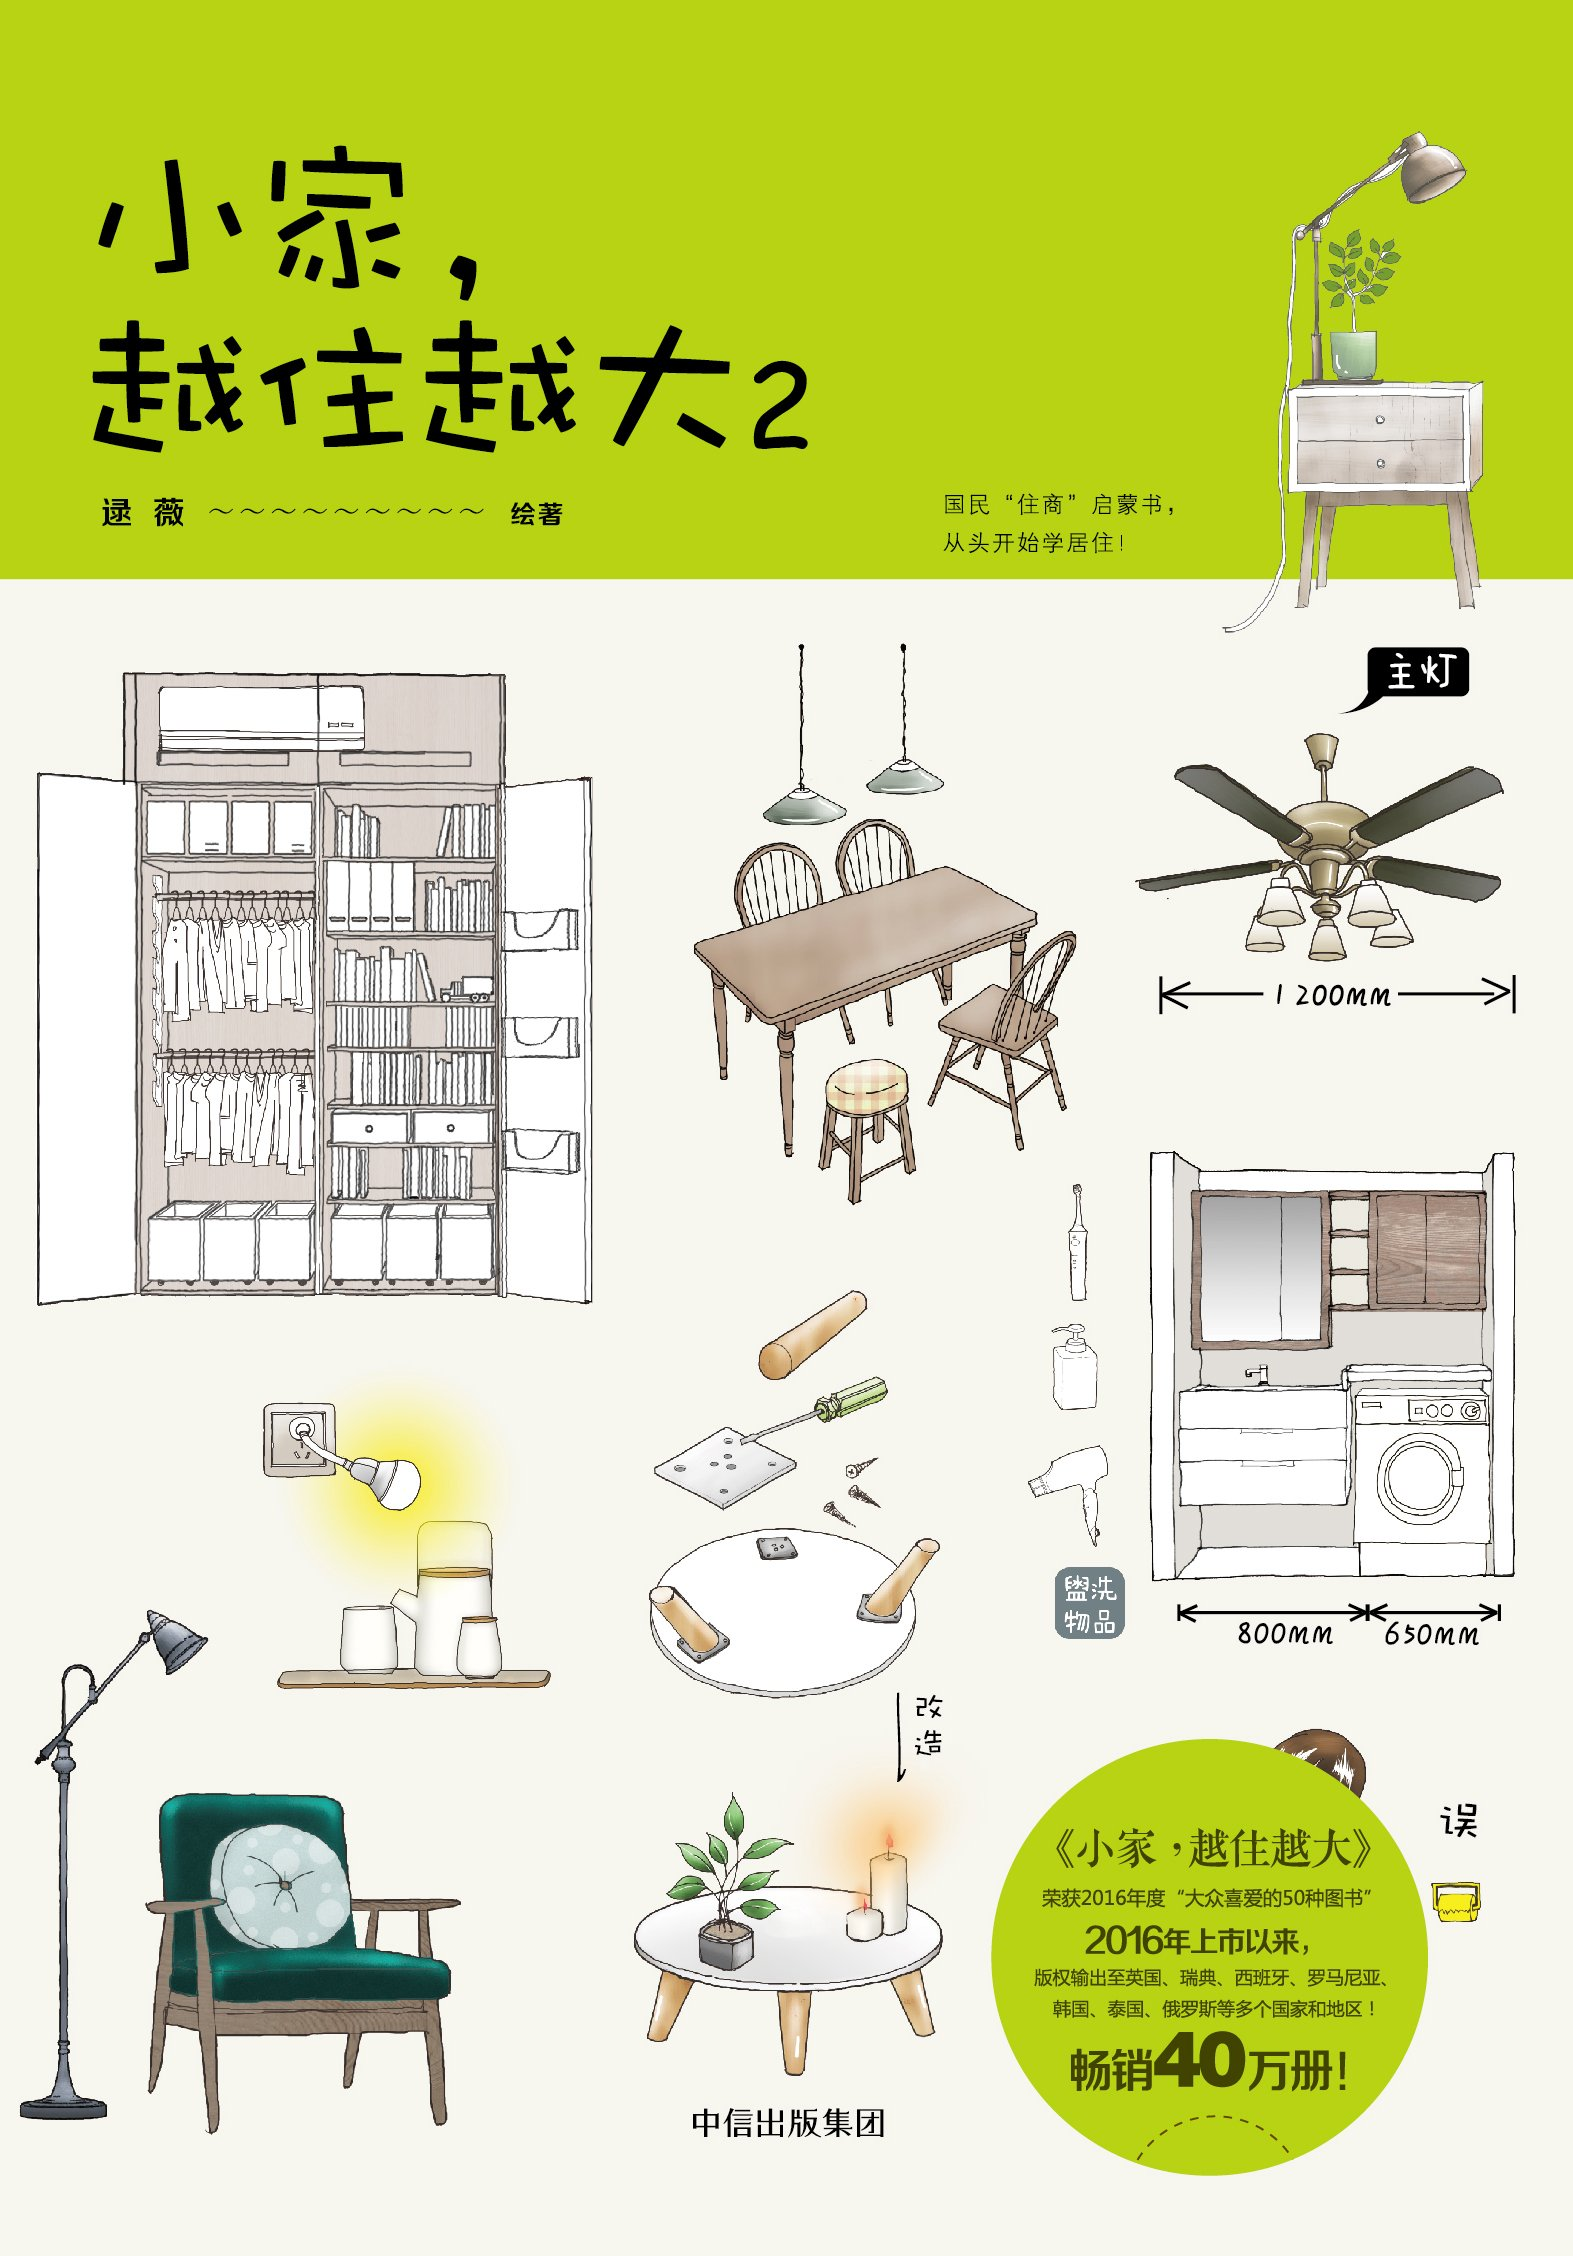 小家，
越住越大2
逯薇 ～～～～～～～～～ 绘著
国民“住商”启蒙书，
从头开始学居住！
主灯
1200mm
盥洗
物品
800mm
650mm
改
造
误
《小家，越住越大》
荣获2016年度“大众喜爱的50种图书”
2016年上市以来，
版权输出至英国、瑞典、西班牙、罗马尼亚、
韩国、泰国、俄罗斯等多个国家和地区！
畅销40万册！
中信出版集团